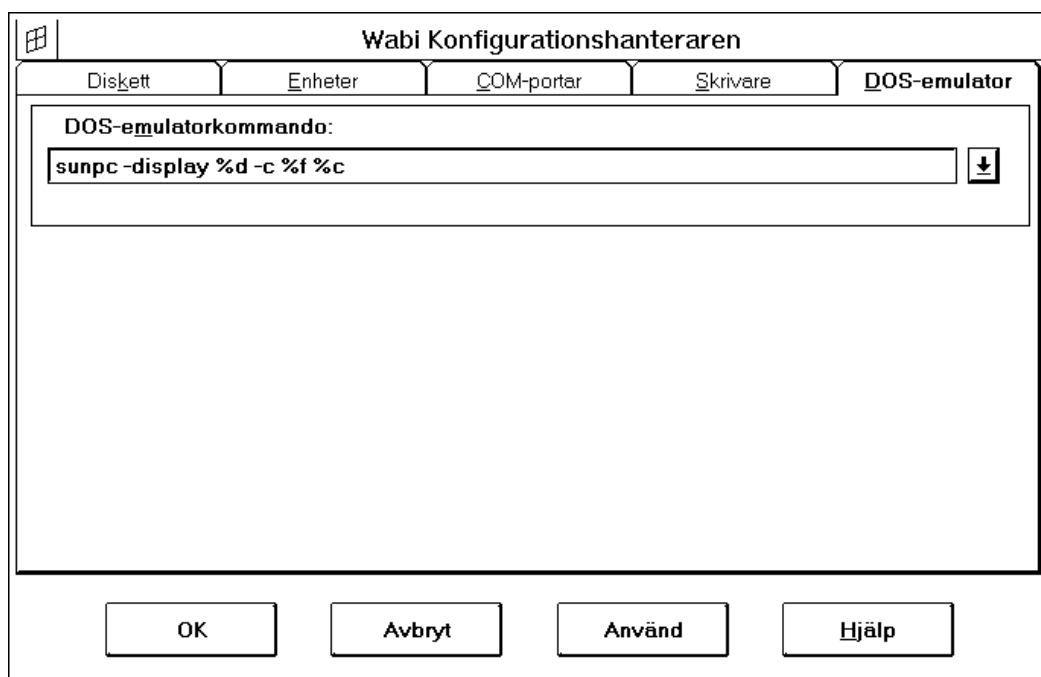 Wabi Konfigurationshanteraren
Diskett Enheter COM-portar Skrivare DOS-emulator
DOS-emulatorkommando:
sunpc -display %d -c %f %c
OK Avbryt Använd Hjälp